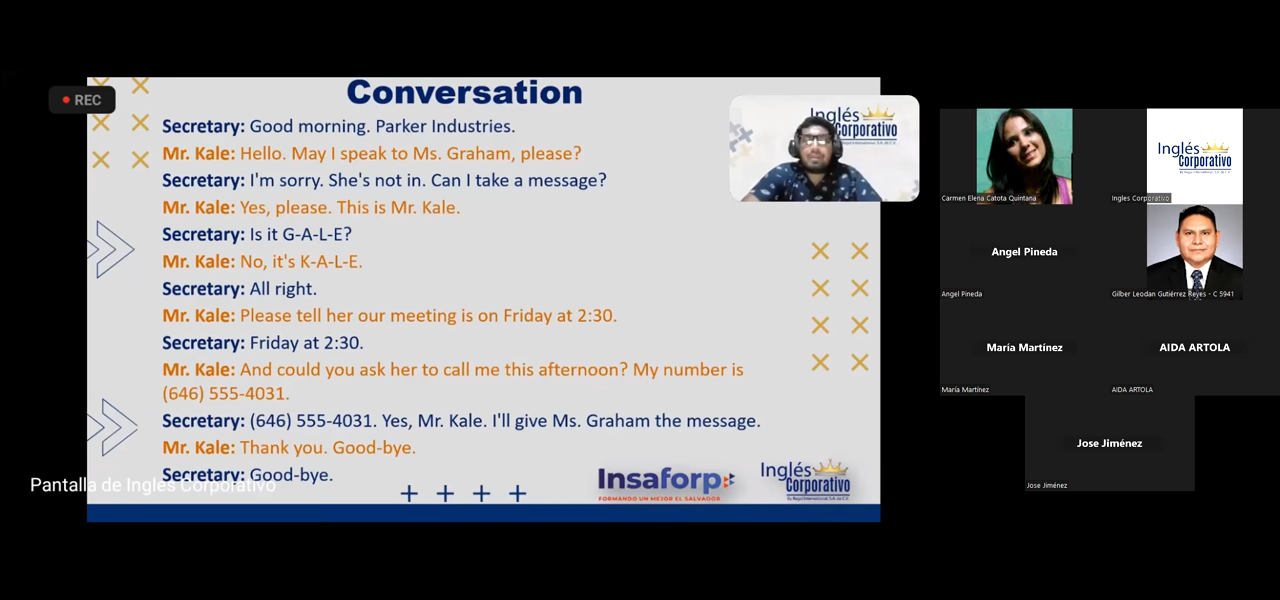 REC
Conversation
Secretary: Good morning. Parker Industries.
Mr. Kale: Hello. May I speak to Ms. Graham, please?
Secretary: I'm sorry. She's not in. Can I take a message?
Mr. Kale: Yes, please. This is Mr. Kale.
Secretary: Is it G-A-L-E?
Mr. Kale: No, it's K-A-L-E.
Secretary: All right.
Mr. Kale: Please tell her our meeting is on Friday at 2:30.
Secretary: Friday at 2:30.
Mr. Kale: And could you ask her to call me this afternoon? My number is
(646) 555-4031.
Secretary: (646) 555-4031. Yes, Mr. Kale. I'll give Ms. Graham the message.
Mr. Kale: Thank you. Good-bye.
Secretary: Good-bye.
Pantalla de Ingles Corporativo
Insaforp
FORMANDO UN MEJOR EL SALVADOR
Inglés
Corporativo
Inglés
Corporativo
Carmen Elena Catota Quintana
Inglés
Corporativo
Ingles Corporativo
Angel Pineda
Angel Pineda
Gilber Leodan Gutiérrez Reyes - C 5941
María Martínez
María Martínez
AIDA ARTOLA
AIDA ARTOLA
Jose Jiménez
Jose Jiménez